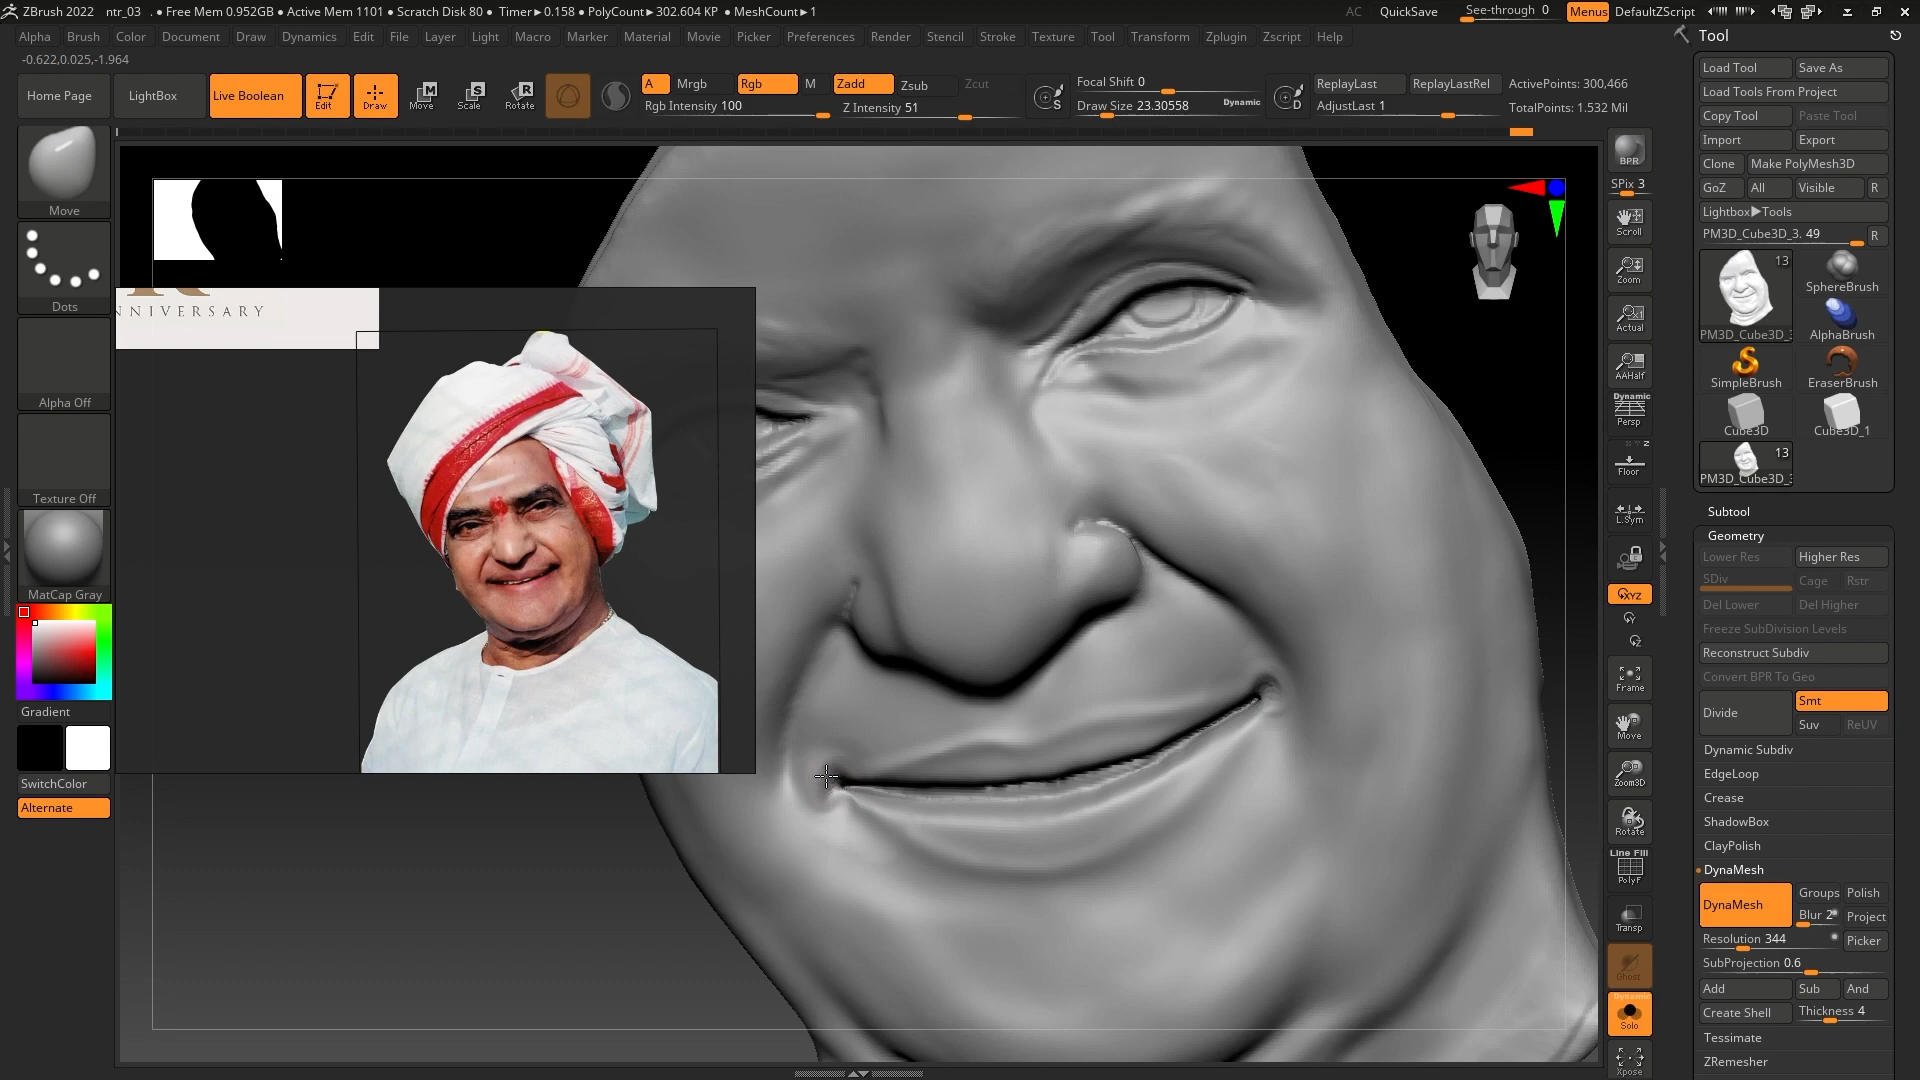 ZBrush 2022 ntr_03 . • Free Mem 0.952GB • Active Mem 1101 • Scratch Disk 80 • Timer▸0.158 • PolyCount▸302.604 KP • MeshCount▸1 AC QuickSave See-through 0 Menus DefaultZScript
Alpha Brush Color Document Draw Dynamics Edit File Layer Light Macro Marker Material Movie Picker Preferences Render Stencil Stroke Texture Tool Transform Zplugin Zscript Help
Tool
-0.622,0.025,-1.964
Home Page LightBox Live Boolean Edit Draw Move Scale Rotate
A Mrgb Rgb M Zadd Zsub Zcut
Rgb Intensity 100 Z Intensity 51
Focal Shift 0
Draw Size 23.30558 Dynamic
S D
ReplayLast ReplayLastRel ActivePoints: 300,466
AdjustLast 1 TotalPoints: 1.532 Mil
Move
Dots
Alpha Off
Texture Off
MatCap Gray
Gradient
SwitchColor
Alternate
NNIVERSARY
BPR
SPix 3
Scroll
Zoom
Actual
AAHalf
Dynamic
Persp
Floor
L.Sym
XYZ
Y
Z
Frame
Move
Zoom3D
Rotate
Line Fill
PolyF
Transp
Ghost
Dynamic
Solo
Xpose
Load Tool Save As
Load Tools From Project
Copy Tool Paste Tool
Import Export
Clone Make PolyMesh3D
GoZ All Visible R
Lightbox▶Tools
PM3D_Cube3D_3. 49 R
13
SphereBrush
PM3D_Cube3D_3 AlphaBrush
SimpleBrush EraserBrush
Cube3D Cube3D_1
13
PM3D_Cube3D_3
Subtool
Geometry
Lower Res Higher Res
SDiv Cage Rstr
Del Lower Del Higher
Freeze SubDivision Levels
Reconstruct Subdiv
Convert BPR To Geo
Divide Smt
Suv ReUV
Dynamic Subdiv
EdgeLoop
Crease
ShadowBox
ClayPolish
DynaMesh
DynaMesh Groups Polish
Blur 2 Project
Resolution 344 Picker
SubProjection 0.6
Add Sub And
Create Shell Thickness 4
Tessimate
ZRemesher